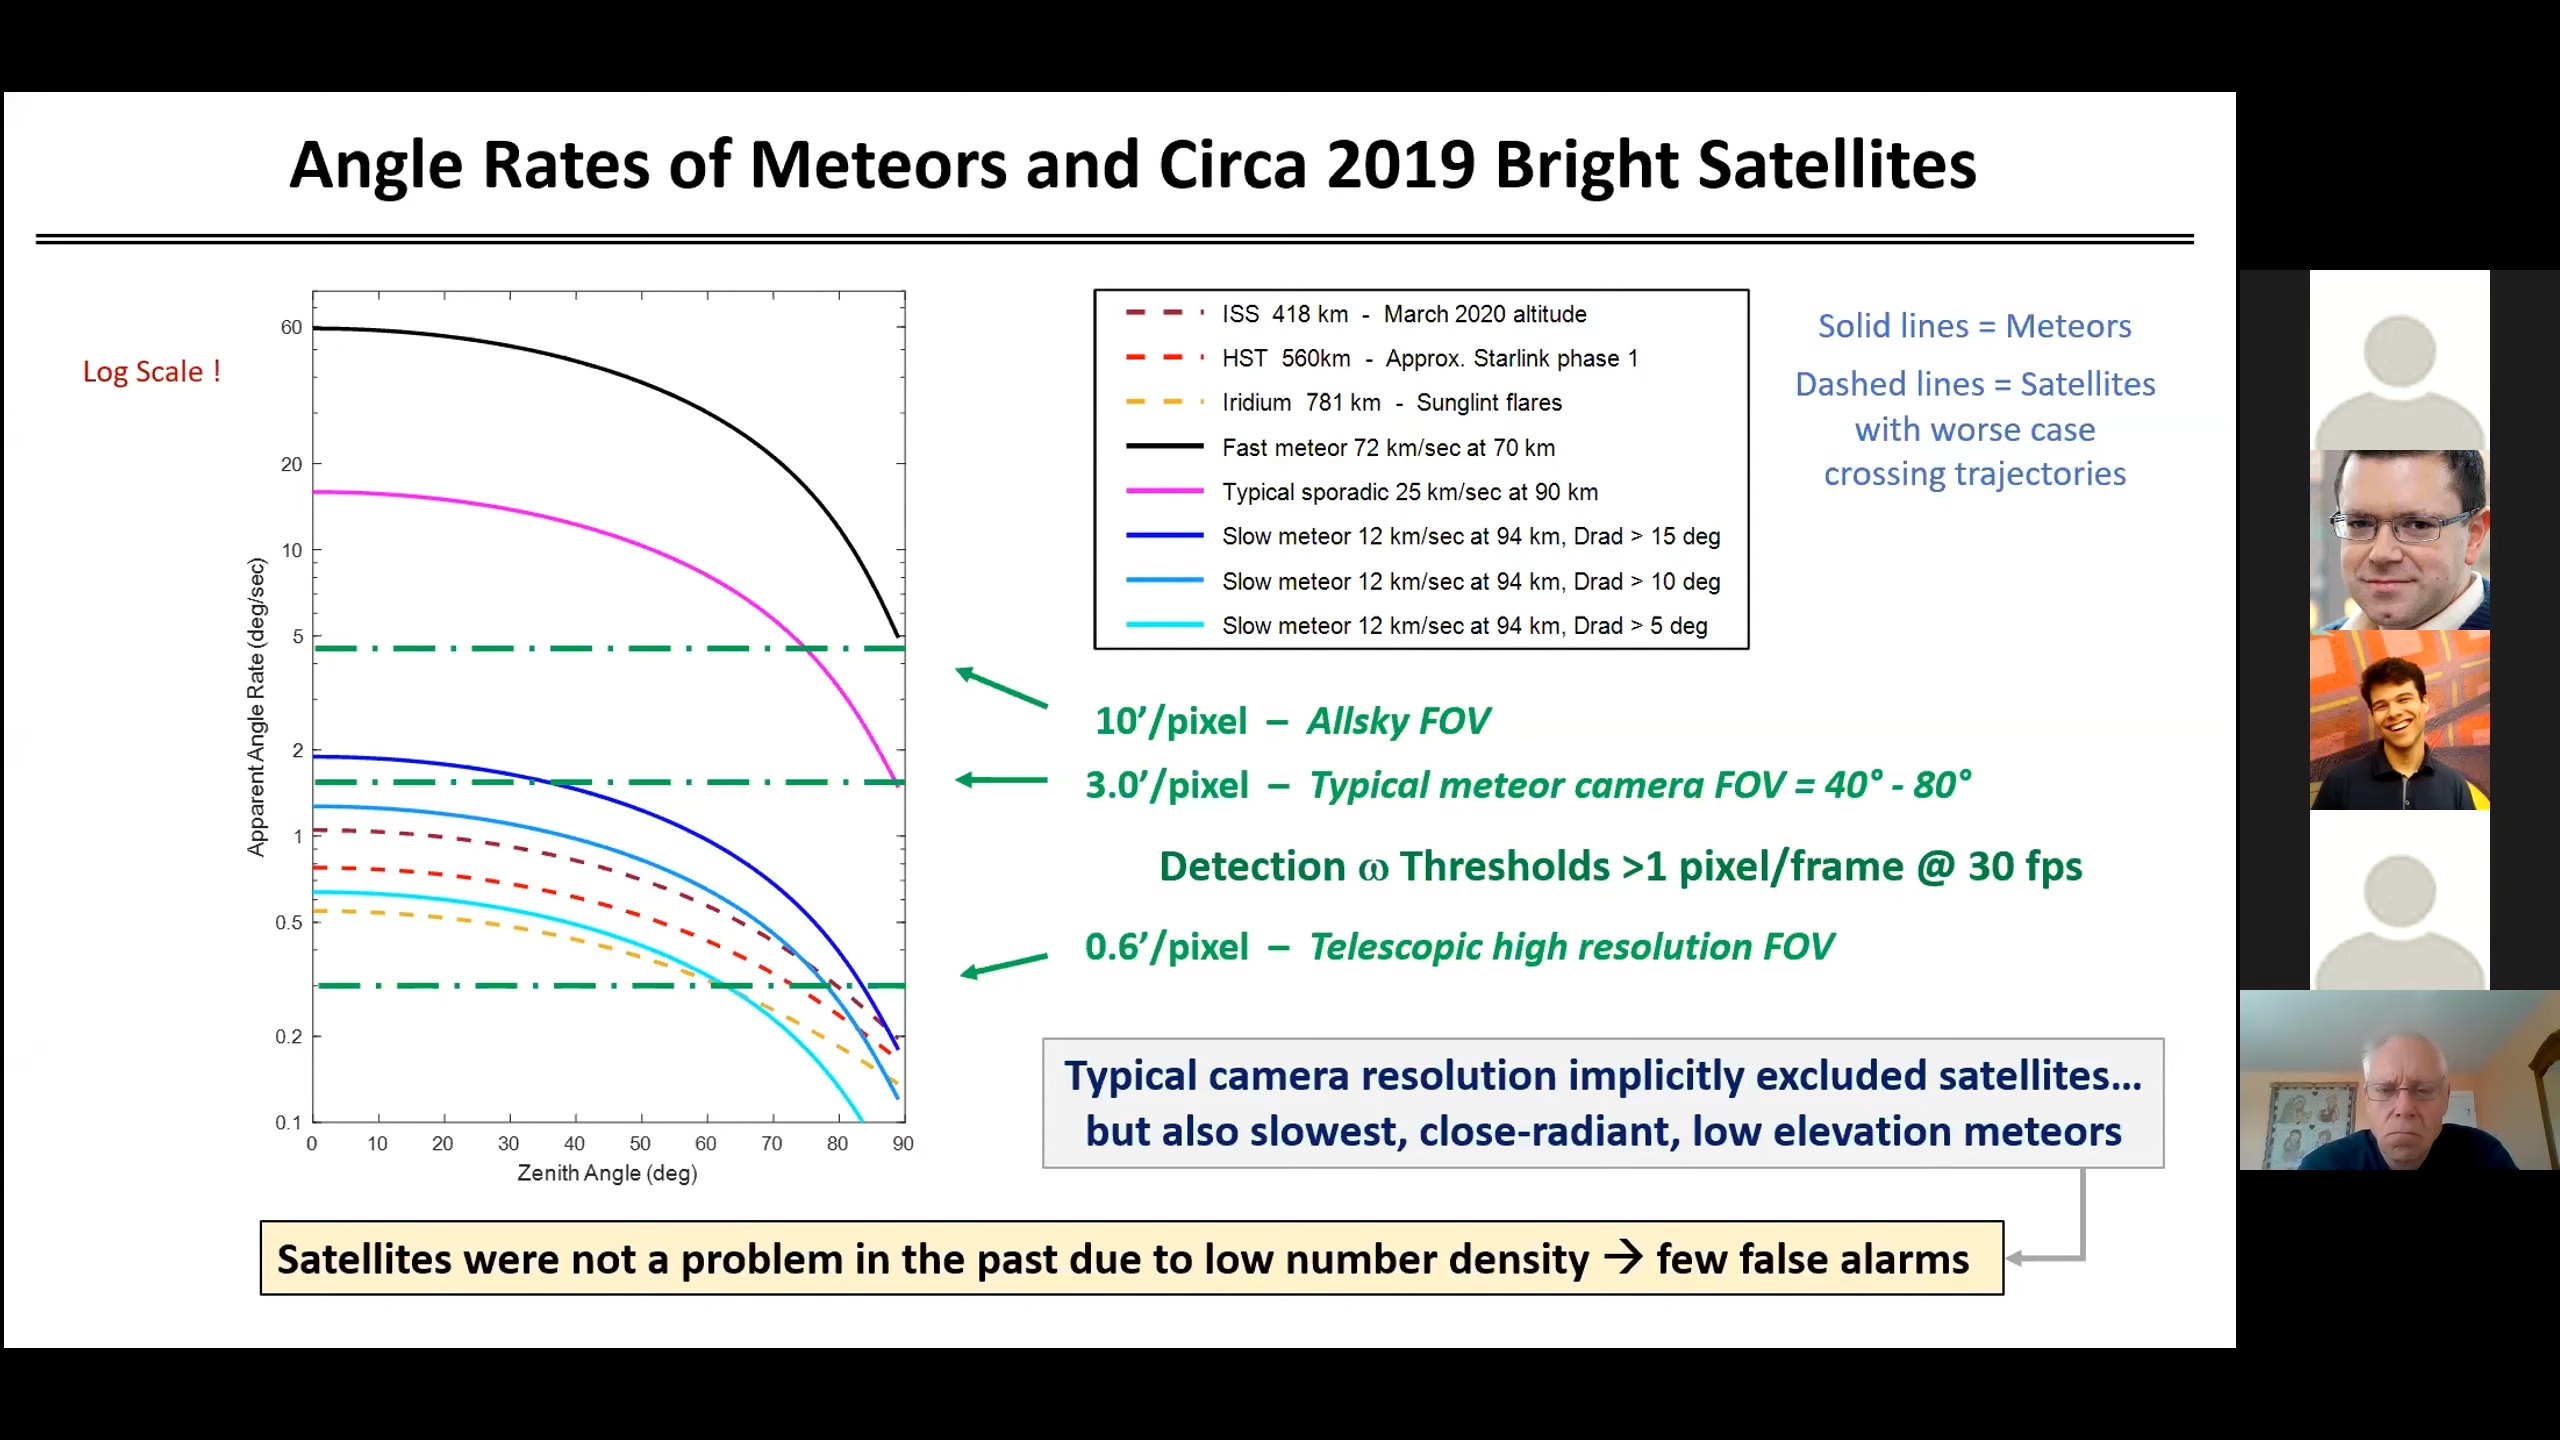 Angle Rates of Meteors and Circa 2019 Bright Satellites
Log Scale !
60
20
10
5
2
1
0.5
0.2
0.1
Apparent Angle Rate (deg/sec)
0 10 20 30 40 50 60 70 80 90
Zenith Angle (deg)
ISS 418 km - March 2020 altitude
HST 560km - Approx. Starlink phase 1
Iridium 781 km - Sunglint flares
Fast meteor 72 km/sec at 70 km
Typical sporadic 25 km/sec at 90 km
Slow meteor 12 km/sec at 94 km, Drad > 15 deg
Slow meteor 12 km/sec at 94 km, Drad > 10 deg
Slow meteor 12 km/sec at 94 km, Drad > 5 deg
Solid lines = Meteors
Dashed lines = Satellites
with worse case
crossing trajectories
10’/pixel – Allsky FOV
3.0’/pixel – Typical meteor camera FOV = 40° - 80°
Detection ω Thresholds >1 pixel/frame @ 30 fps
0.6’/pixel – Telescopic high resolution FOV
Typical camera resolution implicitly excluded satellites...
but also slowest, close-radiant, low elevation meteors
Satellites were not a problem in the past due to low number density → few false alarms